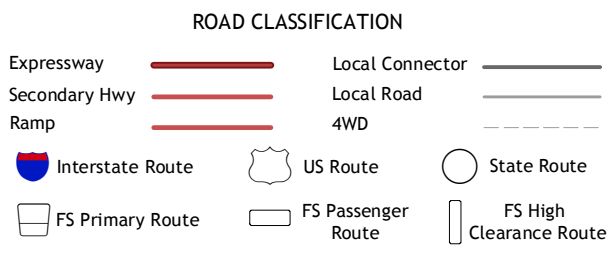 ROAD CLASSIFICATION
Expressway
Local Connector
Secondary Hwy
Local Road
Ramp
4WD
Interstate Route
US Route
State Route
FS Primary Route
FS Passenger
Route
FS High
Clearance Route